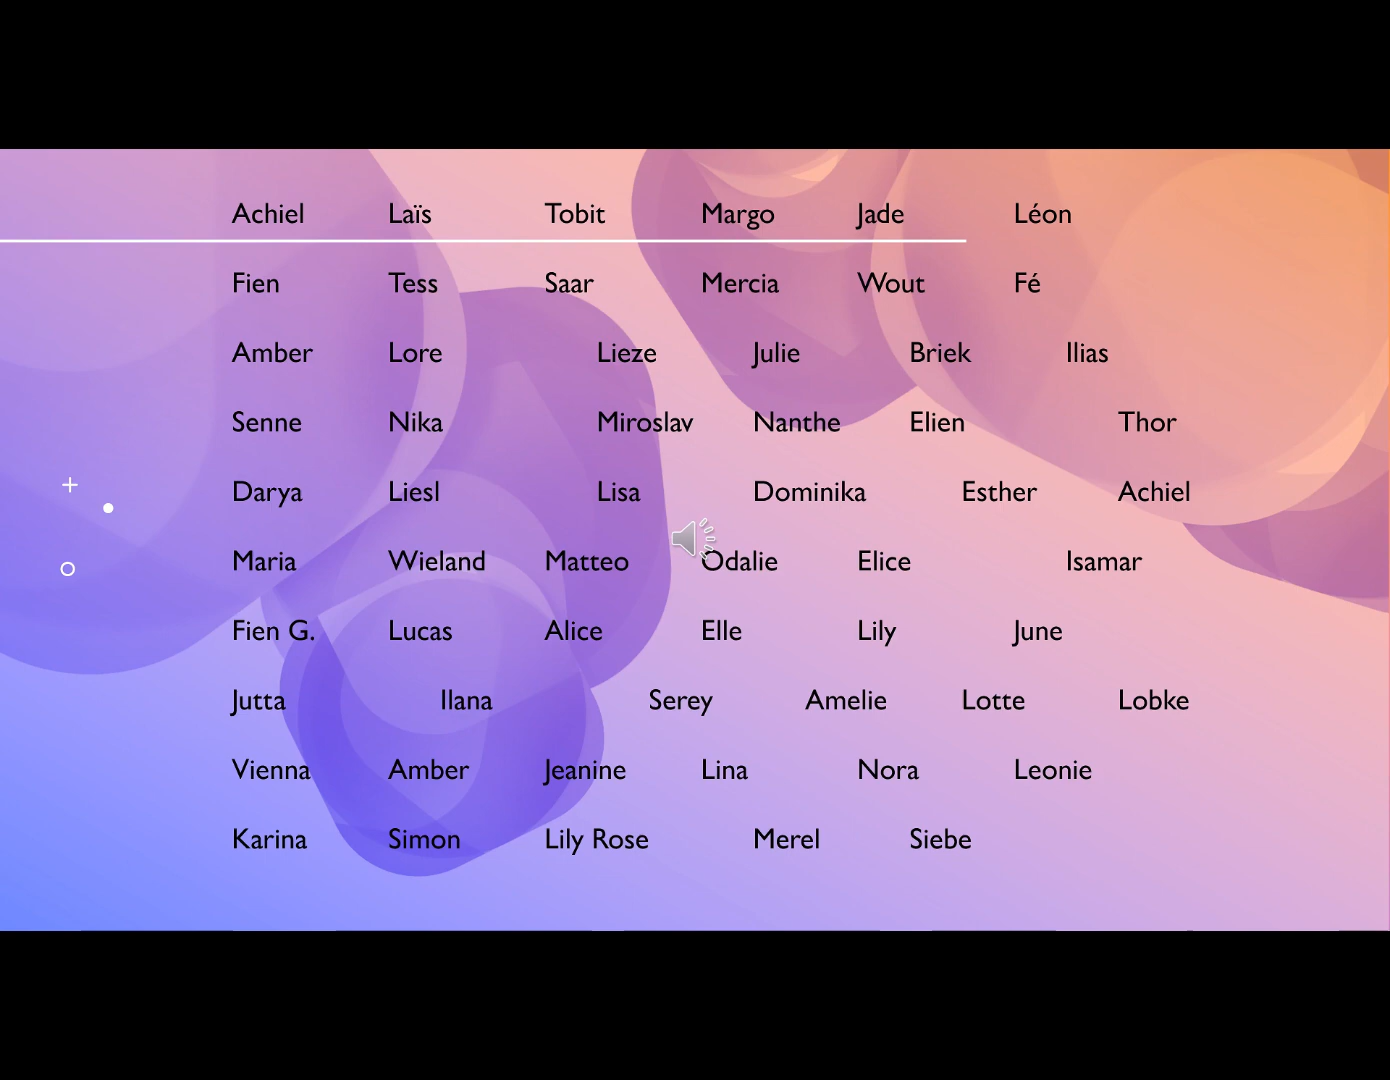 Achiel Laïs Tobit Margo Jade Léon
Fien Tess Saar Mercia Wout Fé
Amber Lore Lieze Julie Briek Ilias
Senne Nika Miroslav Nanthe Elien Thor
Darya Liesl Lisa Dominika Esther Achiel
Maria Wieland Matteo Odalie Elice Isamar
Fien G. Lucas Alice Elle Lily June
Jutta Ilana Serey Amelie Lotte Lobke
Vienna Amber Jeanine Lina Nora Leonie
Karina Simon Lily Rose Merel Siebe